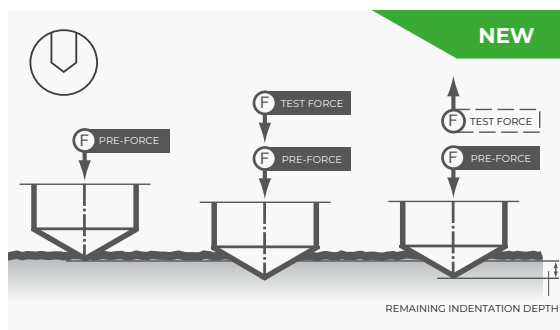 NEW
F PRE-FORCE
F TEST FORCE
F PRE-FORCE
F TEST FORCE
F PRE-FORCE
REMAINING INDENTATION DEPTH